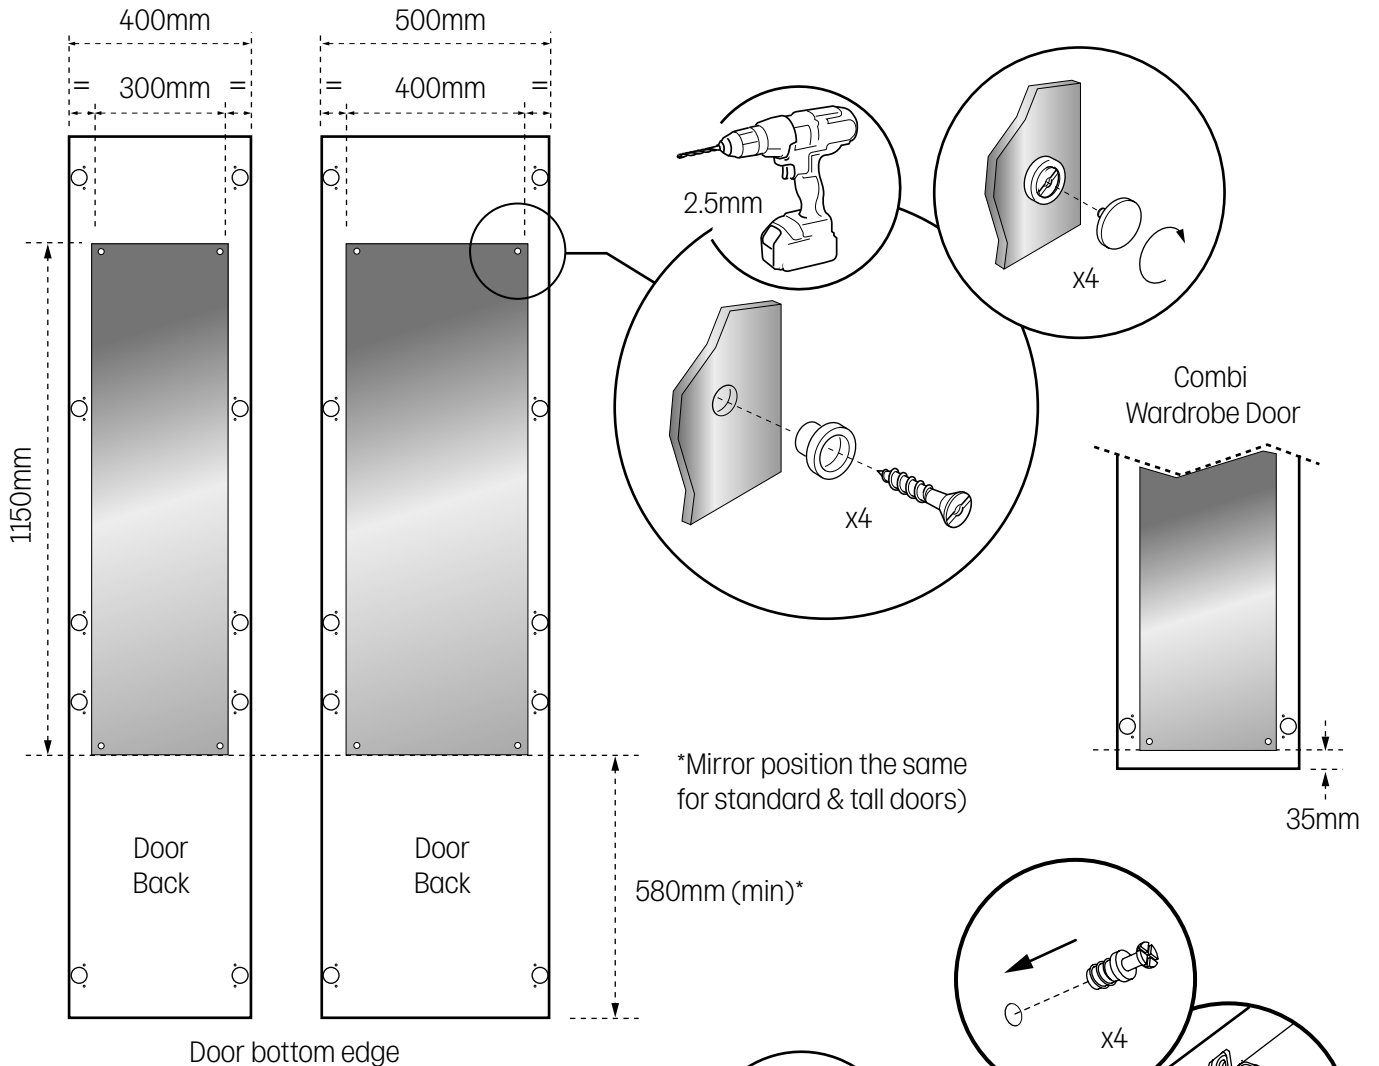 400mm
500mm
= 300mm =
= 400mm =
2.5mm
x4
Combi
Wardrobe Door
1150mm
x4
*Mirror position the same
for standard & tall doors)
35mm
Door
Back
Door
Back
580mm (min)*
x4
Door bottom edge